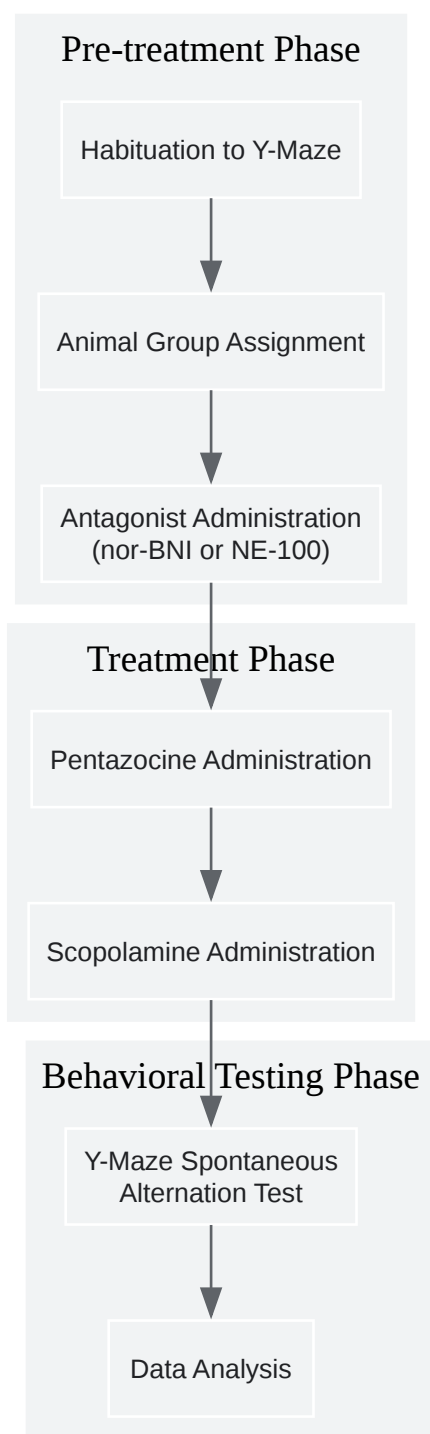 Pre-treatment Phase
Habituation to Y-Maze
Animal Group Assignment
Antagonist Administration
(nor-BNI or NE-100)
Treatment Phase
Pentazocine Administration
Scopolamine Administration
Behavioral Testing Phase
Y-Maze Spontaneous
Alternation Test
Data Analysis